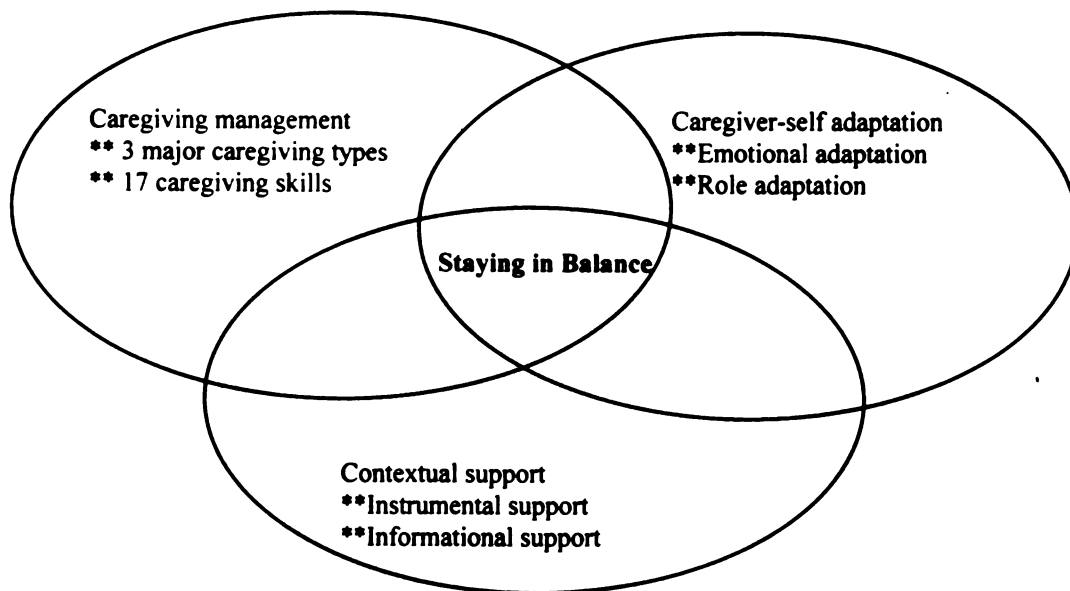 Caregiving management
** 3 major caregiving types
** 17 caregiving skills
Caregiver-self adaptation
**Emotional adaptation
**Role adaptation
Staying in Balance
Contextual support
**Instrumental support
**Informational support